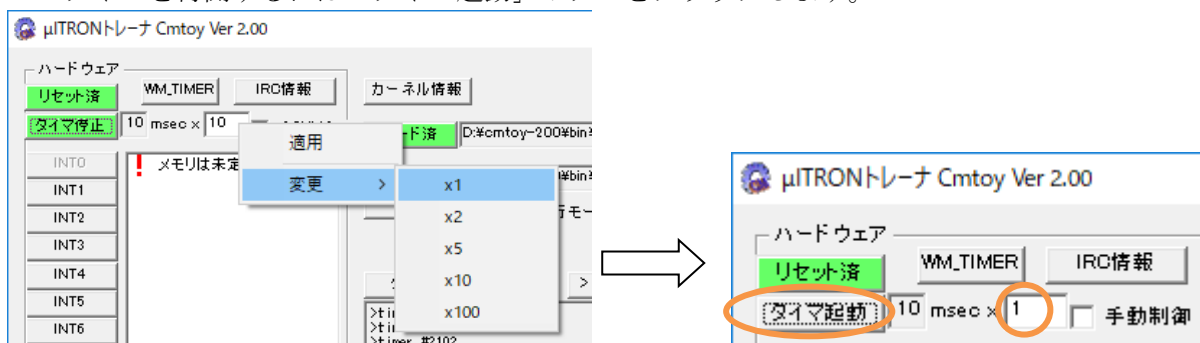 μITRONトレーナ Cmtoy Ver 2.00
ハードウェア
リセット済 WM_TIMER IRC情報 カーネル情報
タイマ停止 10 msec x 10
適用
ド済 D:¥cmtoy-200¥bin¥
INT0 メモリは未定
変更 > x1 ¥bin¥
INT1
INT2 x2 行モー
INT3 x5
INT4 x10 >
INT5 x100
INT6
>timer #2102
μITRONトレーナ Cmtoy Ver 2.00
ハードウェア
リセット済 WM_TIMER IRC情報
タイマ起動 10 msec x 1 手動制御